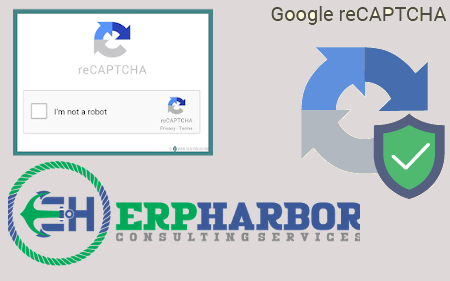 Google reCAPTCHA
reCAPTCHA
I'm not a robot
reCAPTCHA
Privacy - Terms
ERPHARBOR
CONSULTING SERVICES